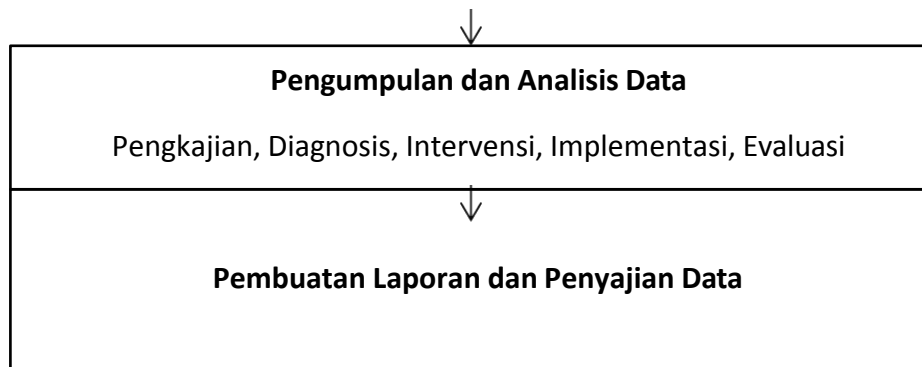 Pengumpulan dan Analisis Data
Pengkajian, Diagnosis, Intervensi, Implementasi, Evaluasi
Pembuatan Laporan dan Penyajian Data